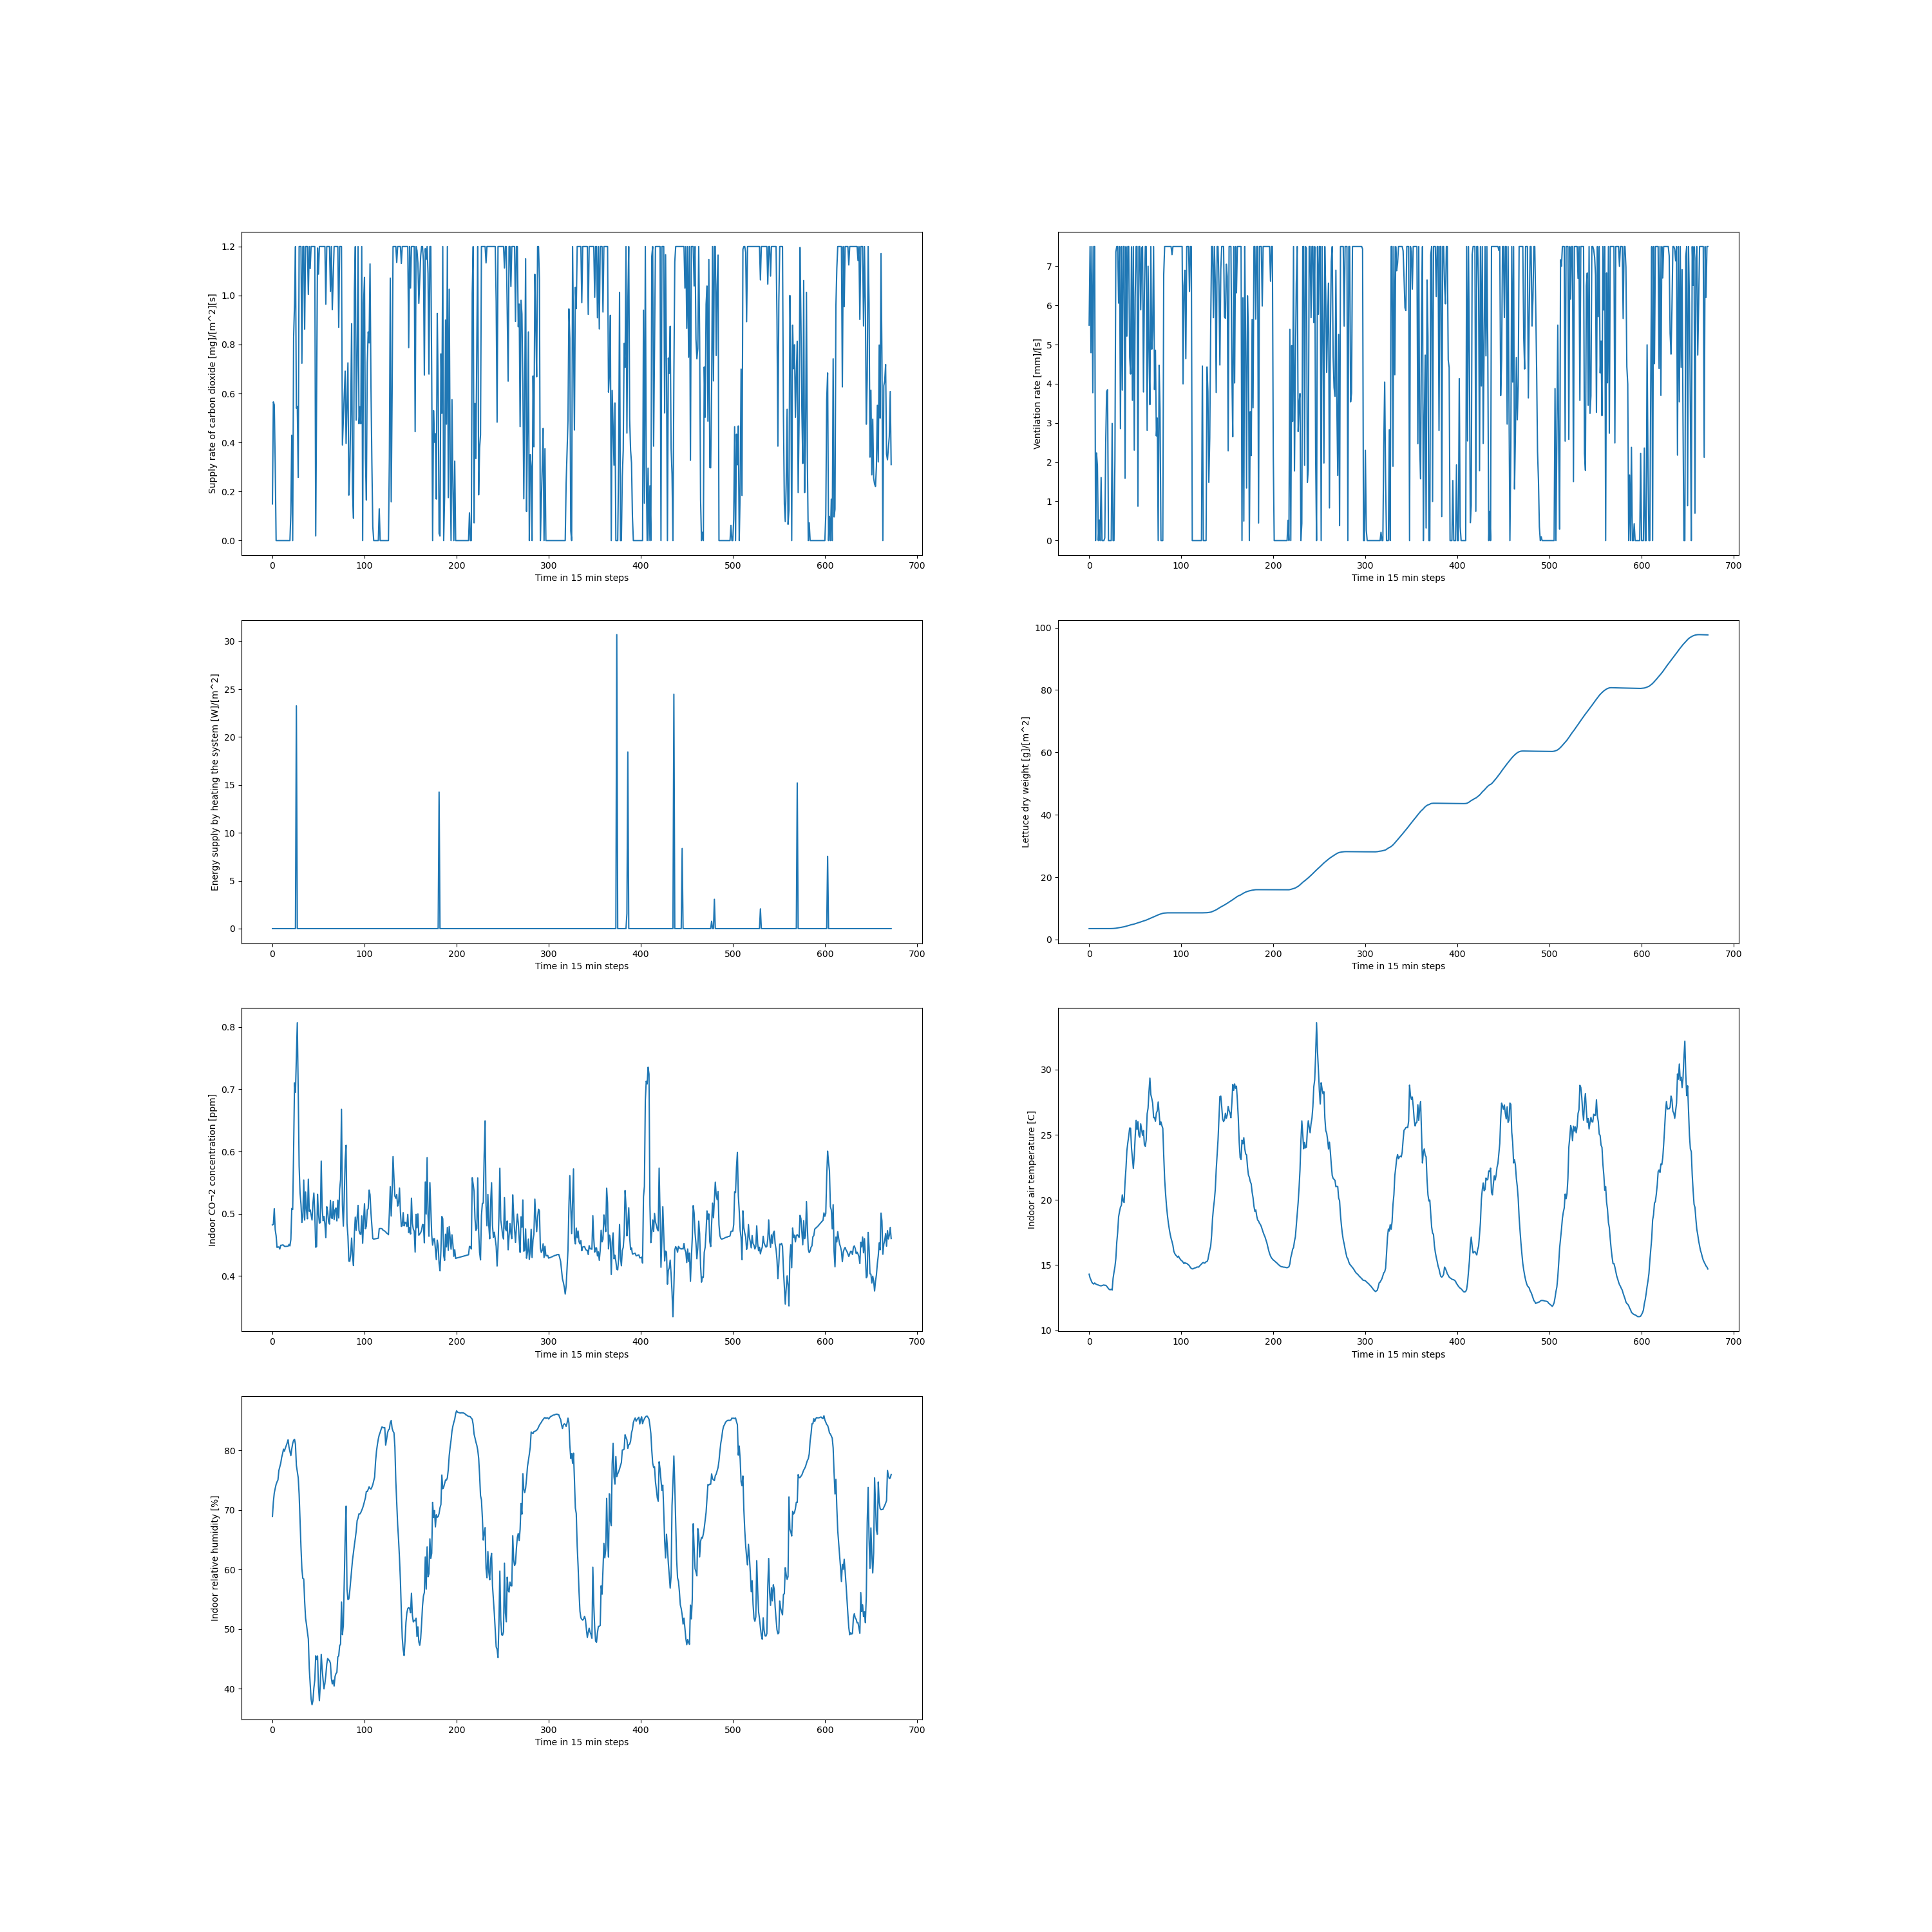 Supply rate of carbon dioxide [mg]/[m^2][s]
1.2
1.0
0.8
0.6
0.4
0.2
0.0
0 100 200 300 400 500 600 700
Time in 15 min steps
Ventilation rate [mm]/[s]
7
6
5
4
3
2
1
0
0 100 200 300 400 500 600 700
Time in 15 min steps
Energy supply by heating the system [W]/[m^2]
30
25
20
15
10
5
0
0 100 200 300 400 500 600 700
Time in 15 min steps
Lettuce dry weight [g]/[m^2]
100
80
60
40
20
0
0 100 200 300 400 500 600 700
Time in 15 min steps
Indoor CO¬2 concentration [ppm]
0.8
0.7
0.6
0.5
0.4
0 100 200 300 400 500 600 700
Time in 15 min steps
Indoor air temperature [C]
30
25
20
15
10
0 100 200 300 400 500 600 700
Time in 15 min steps
Indoor relative humidity [%]
80
70
60
50
40
0 100 200 300 400 500 600 700
Time in 15 min steps